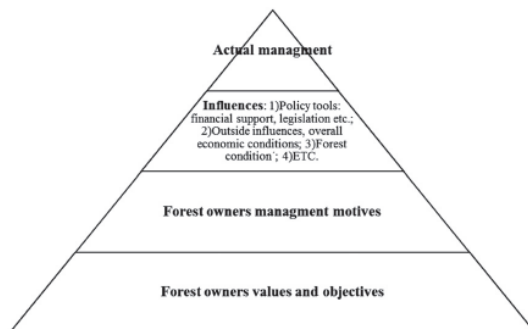 Actual managment
Influences: 1)Policy tools:
financial support, legislation etc.;
2)Outside influences, overall
economic conditions; 3)Forest
condition´; 4)ETC.
Forest owners managment motives
Forest owners values and objectives